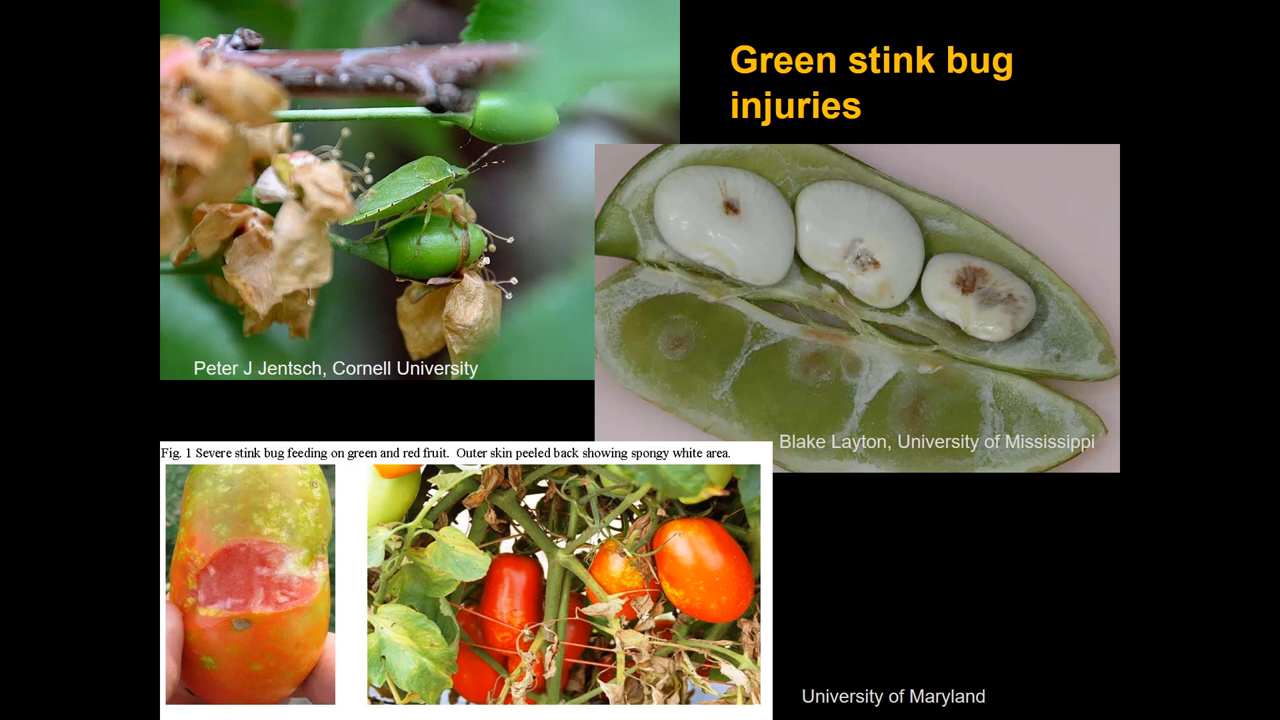 Green stink bug
injuries
Peter J Jentsch, Cornell University
Blake Layton, University of Mississippi
Fig. 1 Severe stink bug feeding on green and red fruit.  Outer skin peeled back showing spongy white area.
University of Maryland